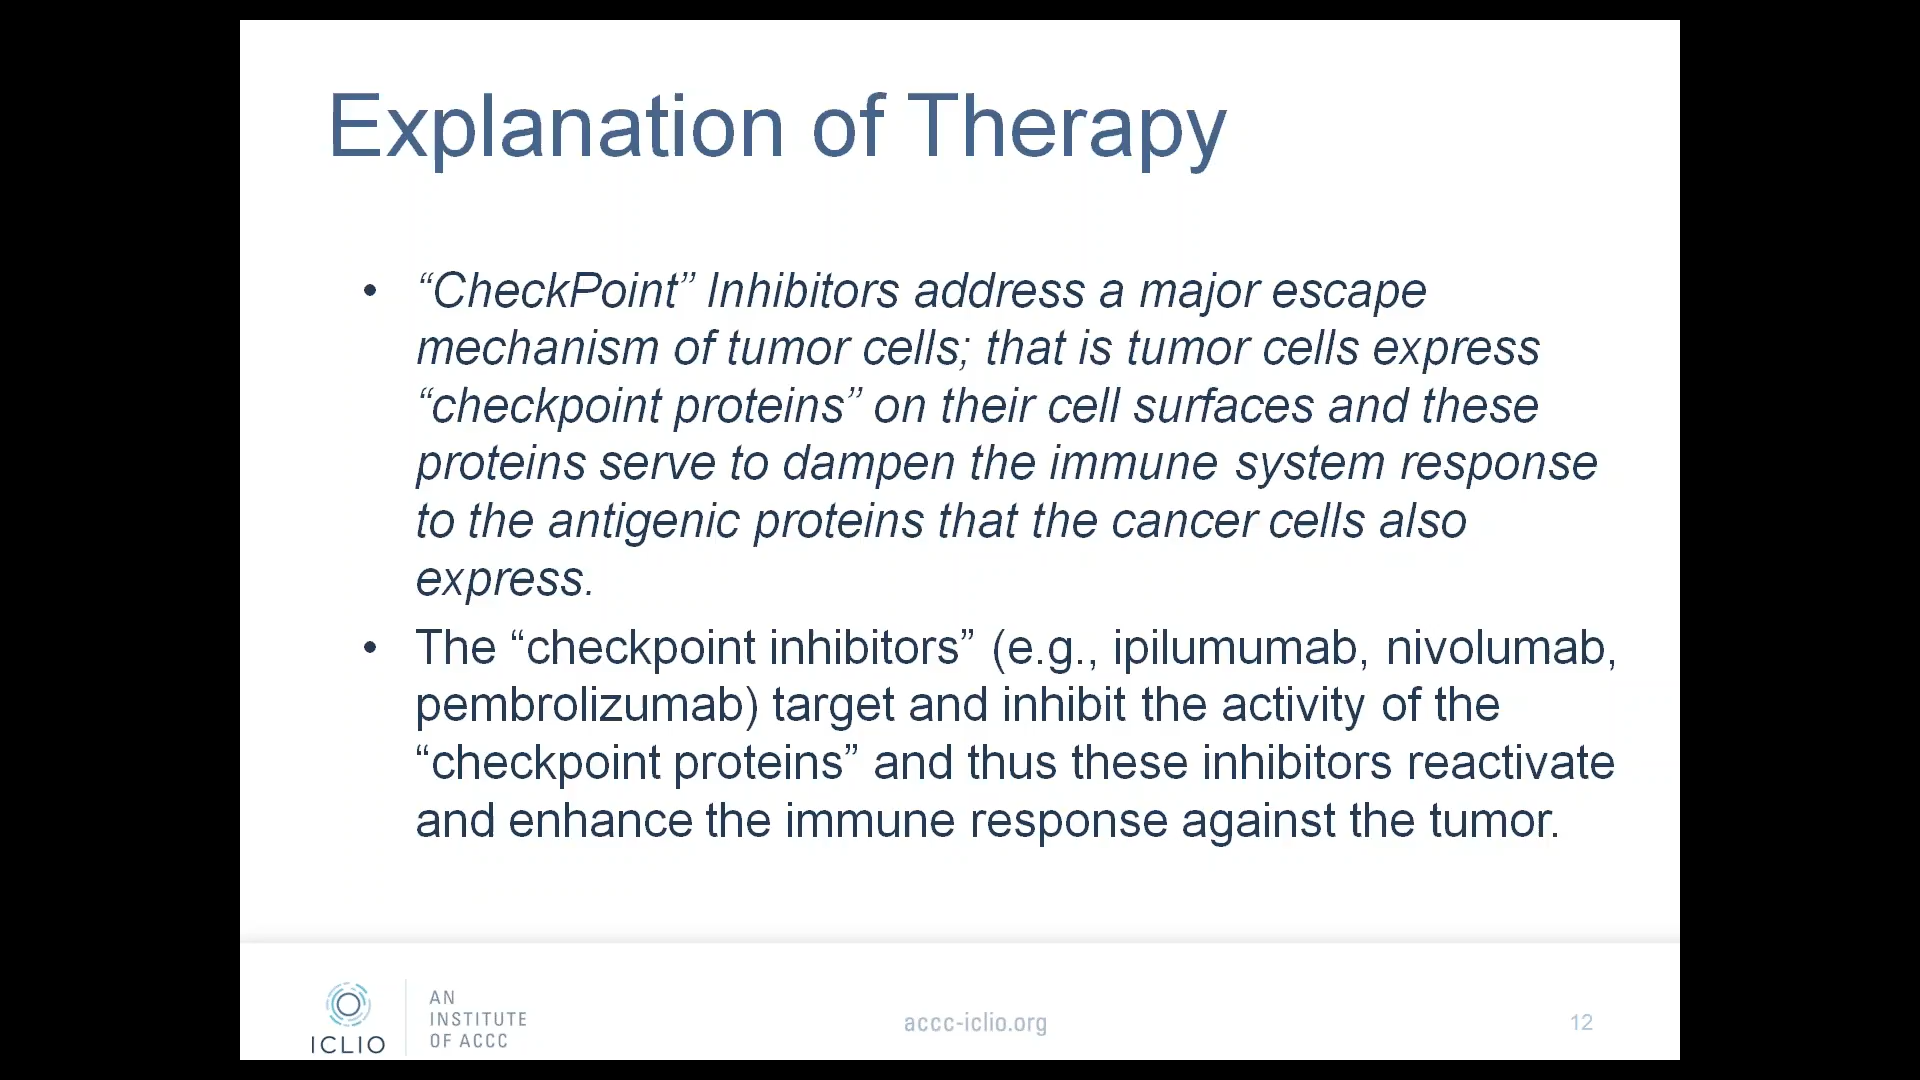 Explanation of Therapy
• “CheckPoint” Inhibitors address a major escape
mechanism of tumor cells; that is tumor cells express
“checkpoint proteins” on their cell surfaces and these
proteins serve to dampen the immune system response
to the antigenic proteins that the cancer cells also
express.
• The “checkpoint inhibitors” (e.g., ipilumumab, nivolumab,
pembrolizumab) target and inhibit the activity of the
“checkpoint proteins” and thus these inhibitors reactivate
and enhance the immune response against the tumor.
ICLIO
AN
INSTITUTE
OF ACCC
accc-iclio.org
12